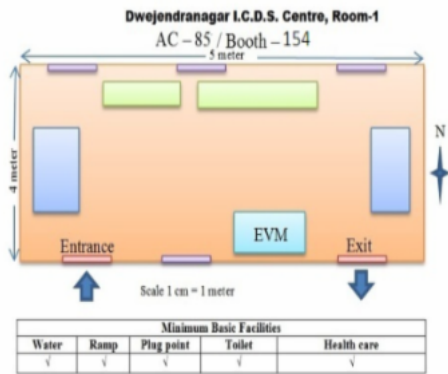 Dwejendranagar I.C.D.S. Centre, Room-1
AC – 85 / Booth – 154
5 meter
4 meter
N
EVM
Entrance
Exit
Scale 1 cm = 1 meter
Minimum Basic Facilities
Water Ramp Plug point Toilet Health care
√ √ √ √ √